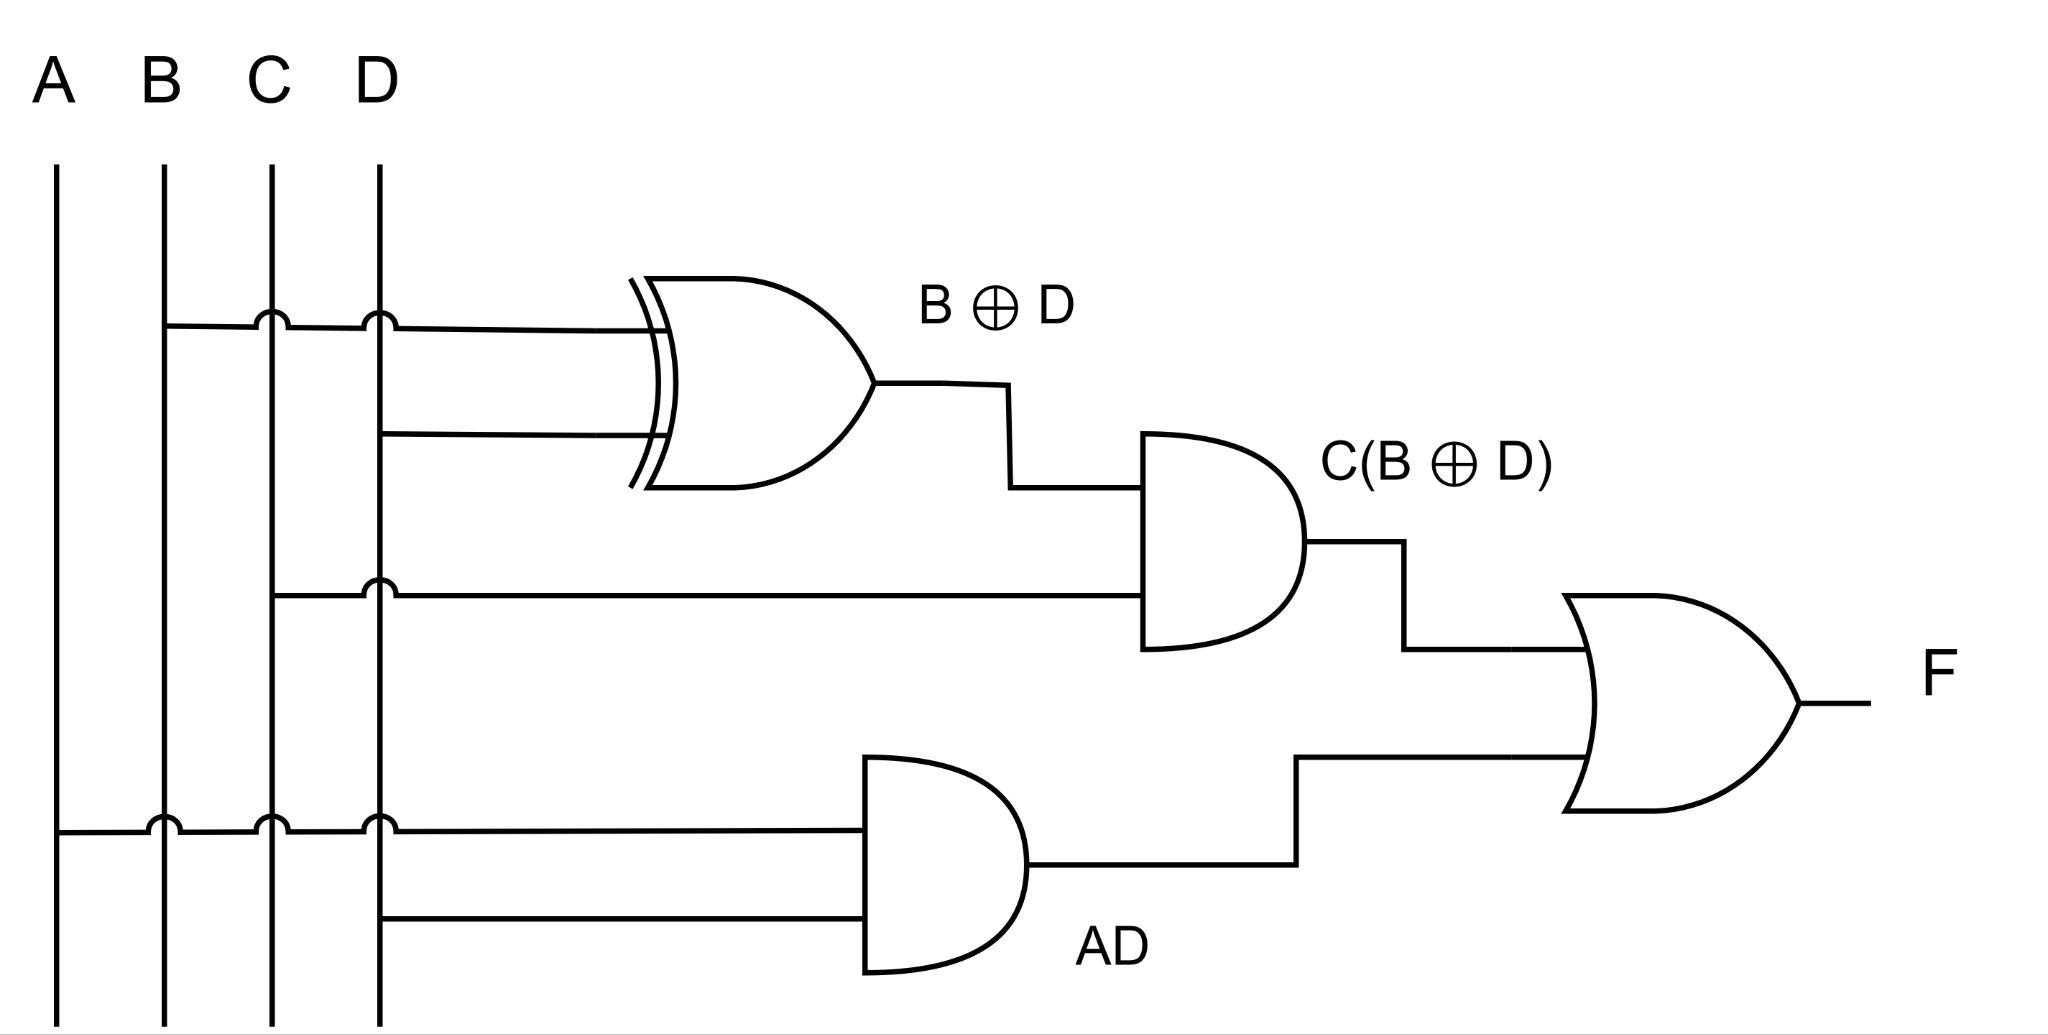 A B C D
B ⊕ D
C(B ⊕ D)
F
AD